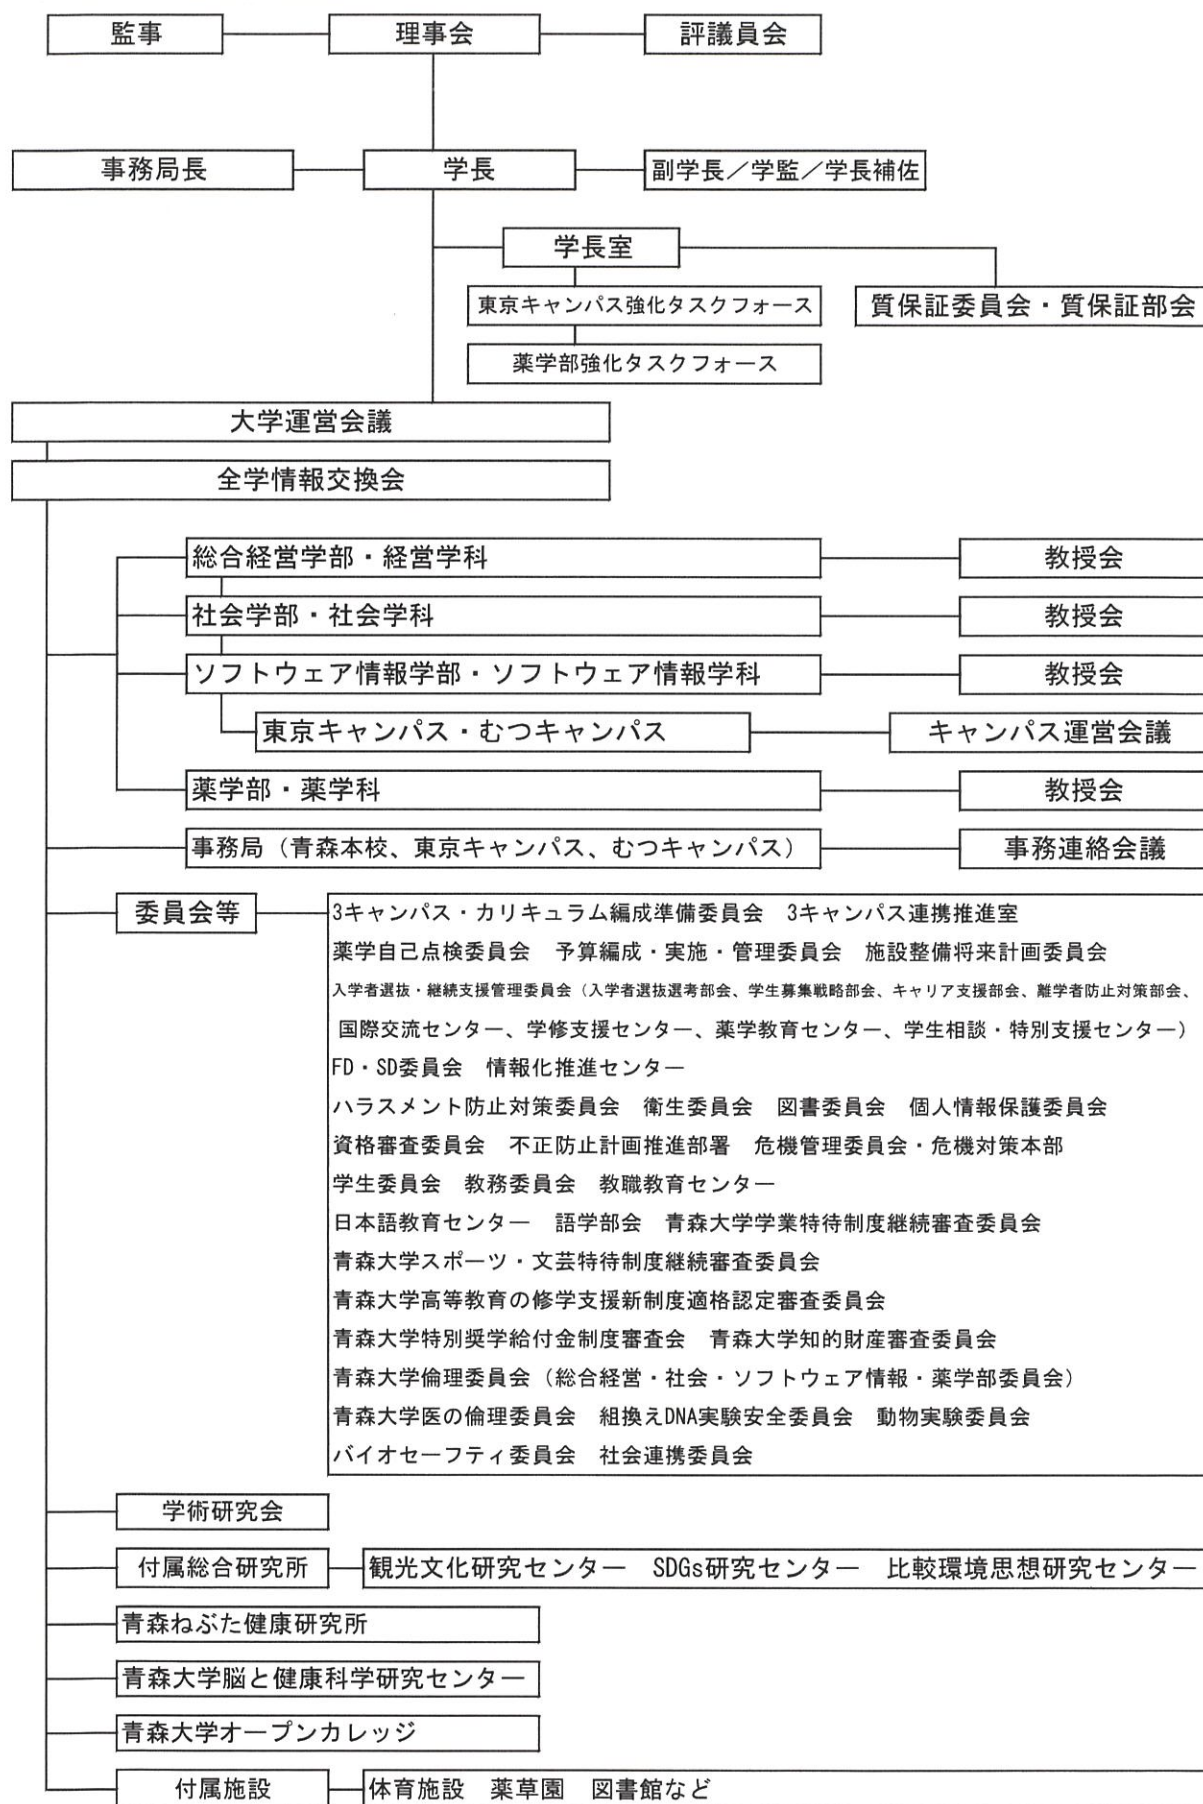 監事
理事会
評議員会
事務局長
学長
副学長／学監／学長補佐
学長室
東京キャンパス強化タスクフォース
質保証委員会・質保証部会
薬学部強化タスクフォース
大学運営会議
全学情報交換会
総合経営学部・経営学科
教授会
社会学部・社会学科
教授会
ソフトウェア情報学部・ソフトウェア情報学科
教授会
東京キャンパス・むつキャンパス
キャンパス運営会議
薬学部・薬学科
教授会
事務局（青森本校、東京キャンパス、むつキャンパス）
事務連絡会議
委員会等
3キャンパス・カリキュラム編成準備委員会　3キャンパス連携推進室
薬学自己点検委員会　予算編成・実施・管理委員会　施設整備将来計画委員会
入学者選抜・継続支援管理委員会（入学者選抜選考部会、学生募集戦略部会、キャリア支援部会、離学者防止対策部会、
国際交流センター、学修支援センター、薬学教育センター、学生相談・特別支援センター）
FD・SD委員会　情報化推進センター
ハラスメント防止対策委員会　衛生委員会　図書委員会　個人情報保護委員会
資格審査委員会　不正防止計画推進部署　危機管理委員会・危機対策本部
学生委員会　教務委員会　教職教育センター
日本語教育センター　語学部会　青森大学学業特待制度継続審査委員会
青森大学スポーツ・文芸特待制度継続審査委員会
青森大学高等教育の修学支援新制度適格認定審査委員会
青森大学特別奨学給付金制度審査会　青森大学知的財産審査委員会
青森大学倫理委員会（総合経営・社会・ソフトウェア情報・薬学部委員会）
青森大学医の倫理委員会　組換えDNA実験安全委員会　動物実験委員会
バイオセーフティ委員会　社会連携委員会
学術研究会
付属総合研究所
観光文化研究センター　SDGs研究センター　比較環境思想研究センター
青森ねぶた健康研究所
青森大学脳と健康科学研究センター
青森大学オープンカレッジ
付属施設
体育施設　薬草園　図書館など